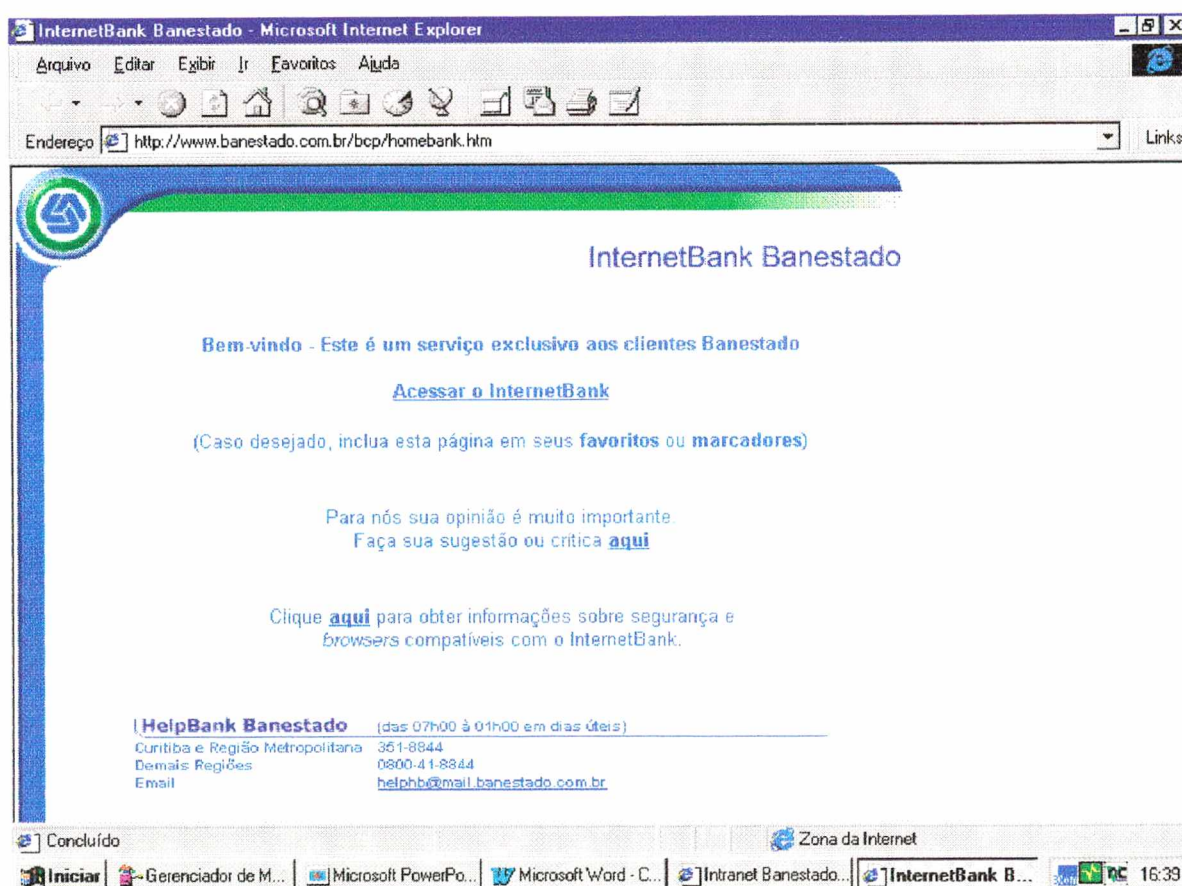 InternetBank Banestado - Microsoft Internet Explorer
Arquivo Editar Exibir Ir Favoritos Ajuda
Endereço http://www.banestado.com.br/bcp/homebank.htm Links
InternetBank Banestado
Bem-vindo - Este é um serviço exclusivo aos clientes Banestado
Acessar o InternetBank
(Caso desejado, inclua esta página em seus favoritos ou marcadores)
Para nós sua opinião é muito importante.
Faça sua sugestão ou crítica aqui
Clique aqui para obter informações sobre segurança e
browsers compatíveis com o InternetBank.
HelpBank Banestado (das 07h00 à 01h00 em dias úteis)
Curitiba e Região Metropolitana 351-8844
Demais Regiões 0800-41-8844
Email helphb@mail.banestado.com.br
Concluído Zona da Internet
Iniciar Gerenciador de M... Microsoft PowerPo... Microsoft Word - C... Intranet Banestado... InternetBank B... 16:39